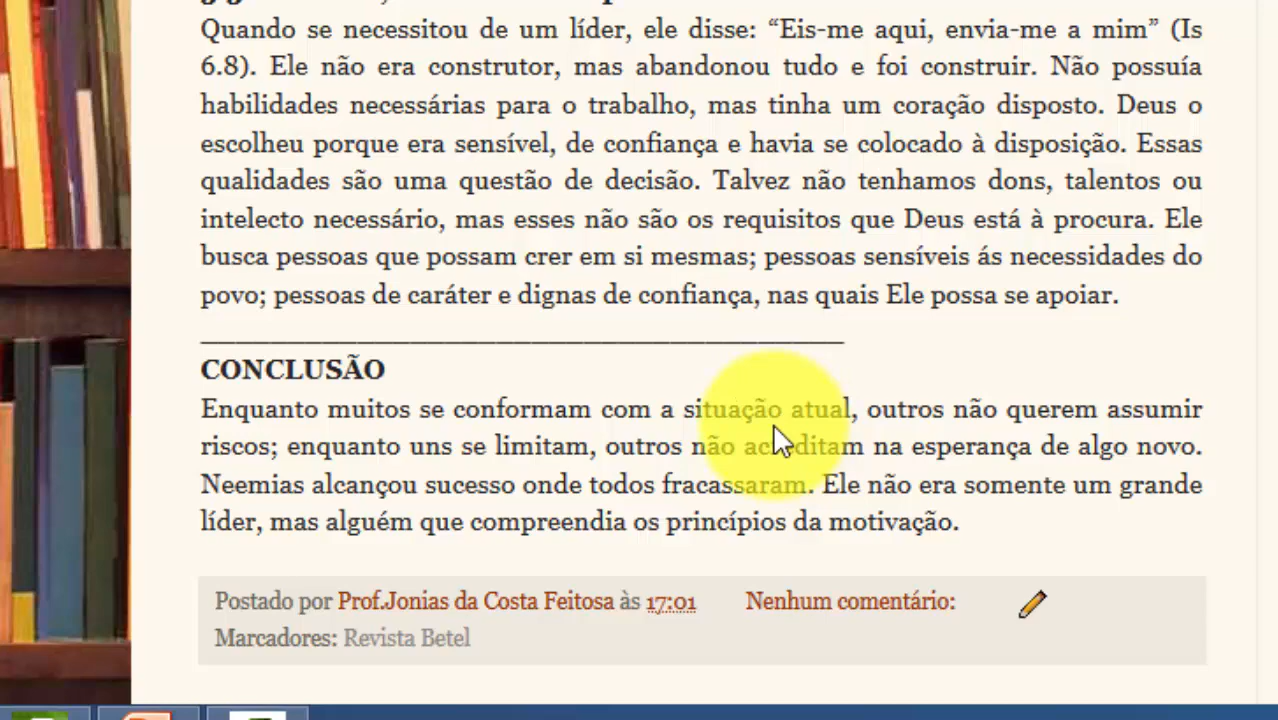 Quando se necessitou de um líder, ele disse: “Eis-me aqui, envia-me a mim” (Is
6.8). Ele não era construtor, mas abandonou tudo e foi construir. Não possuía
habilidades necessárias para o trabalho, mas tinha um coração disposto. Deus o
escolheu porque era sensível, de confiança e havia se colocado à disposição. Essas
qualidades são uma questão de decisão. Talvez não tenhamos dons, talentos ou
intelecto necessário, mas esses não são os requisitos que Deus está à procura. Ele
busca pessoas que possam crer em si mesmas; pessoas sensíveis ás necessidades do
povo; pessoas de caráter e dignas de confiança, nas quais Ele possa se apoiar.
CONCLUSÃO
Enquanto muitos se conformam com a situação atual, outros não querem assumir
riscos; enquanto uns se limitam, outros não acreditam na esperança de algo novo.
Neemias alcançou sucesso onde todos fracassaram. Ele não era somente um grande
líder, mas alguém que compreendia os princípios da motivação.
Postado por Prof.Jonias da Costa Feitosa às 17:01 Nenhum comentário:
Marcadores: Revista Betel